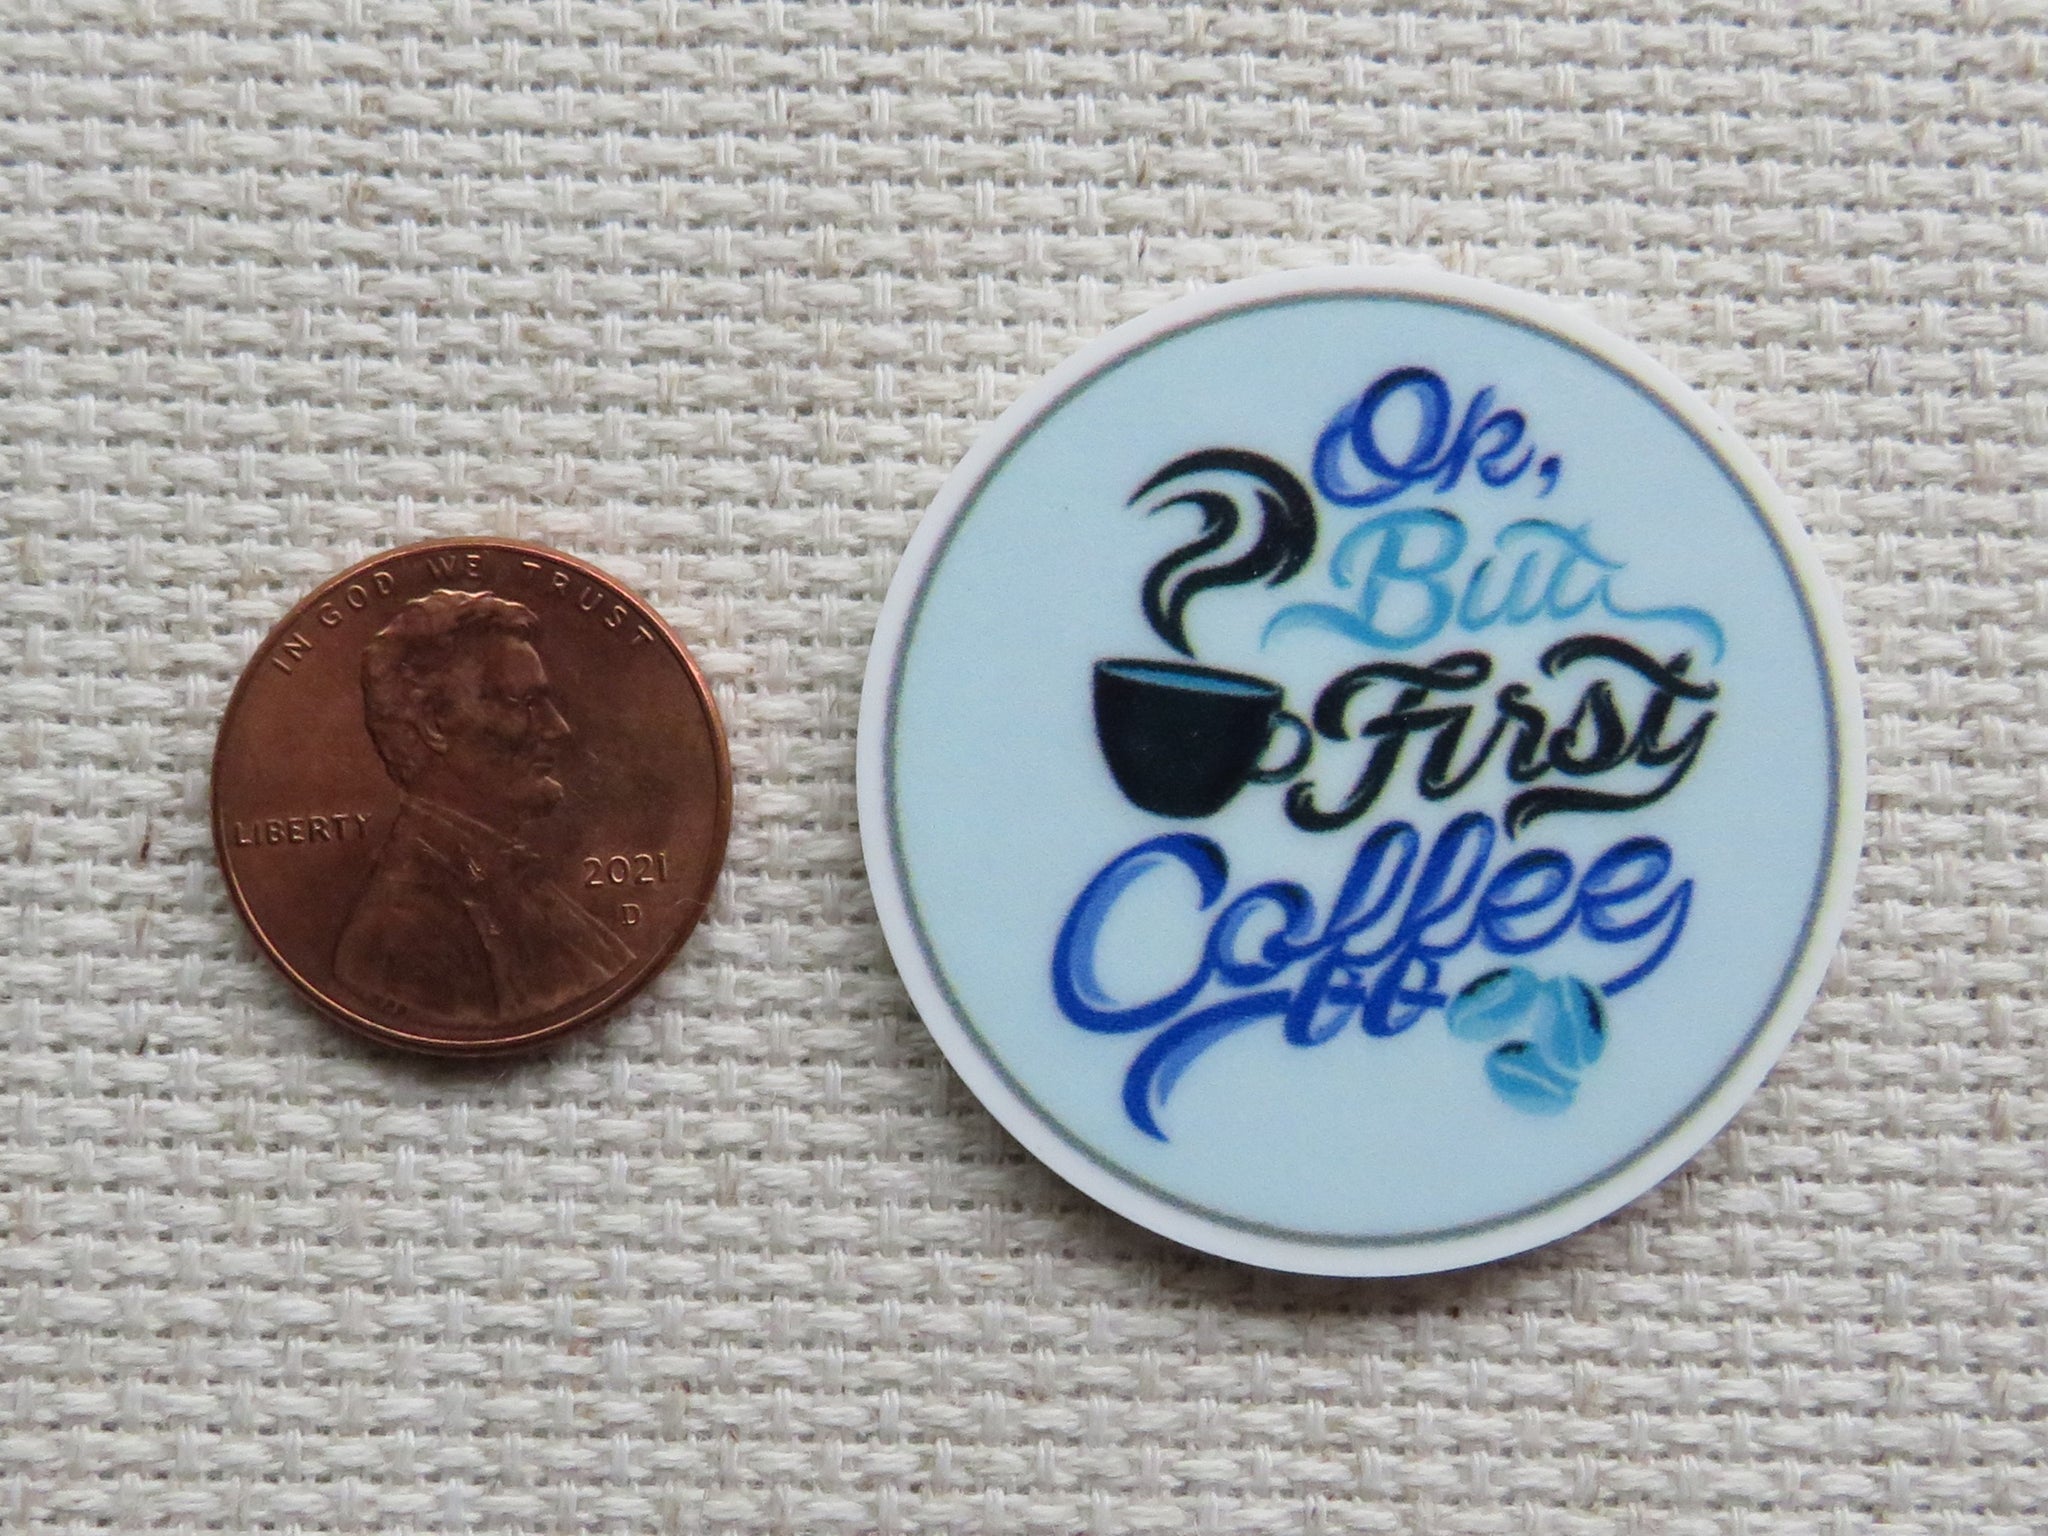 IN GOD WE TRUST
LIBERTY
2021
D
Ok,
But
First
Coffee